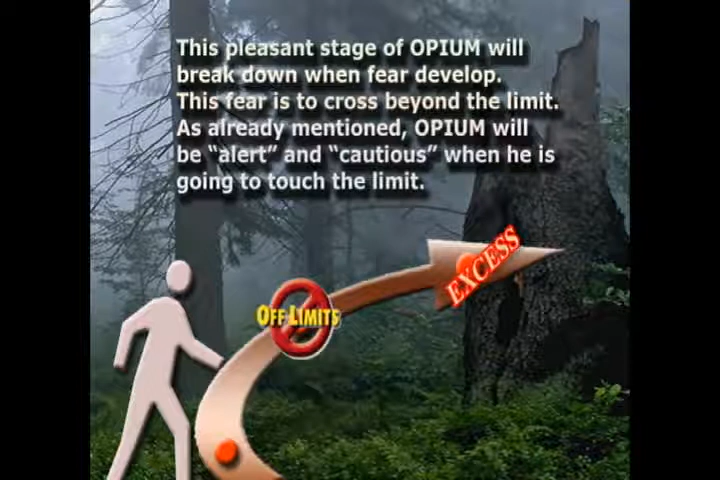 This pleasant stage of OPIUM will
break down when fear develop.
This fear is to cross beyond the limit.
As already mentioned, OPIUM will
be “alert” and “cautious” when he is
going to touch the limit.
EXCESS
OFF LIMITS